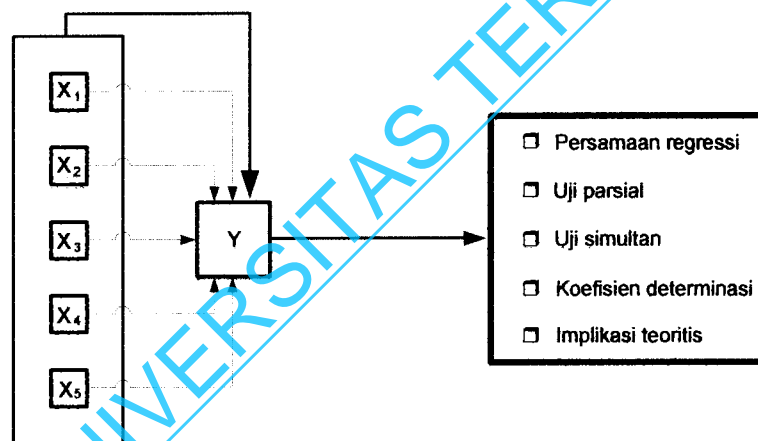 X1
X2
X3
X4
X5
Y
Persamaan regressi
Uji parsial
Uji simultan
Koefisien determinasi
Implikasi teoritis
UNIVERSITAS TER